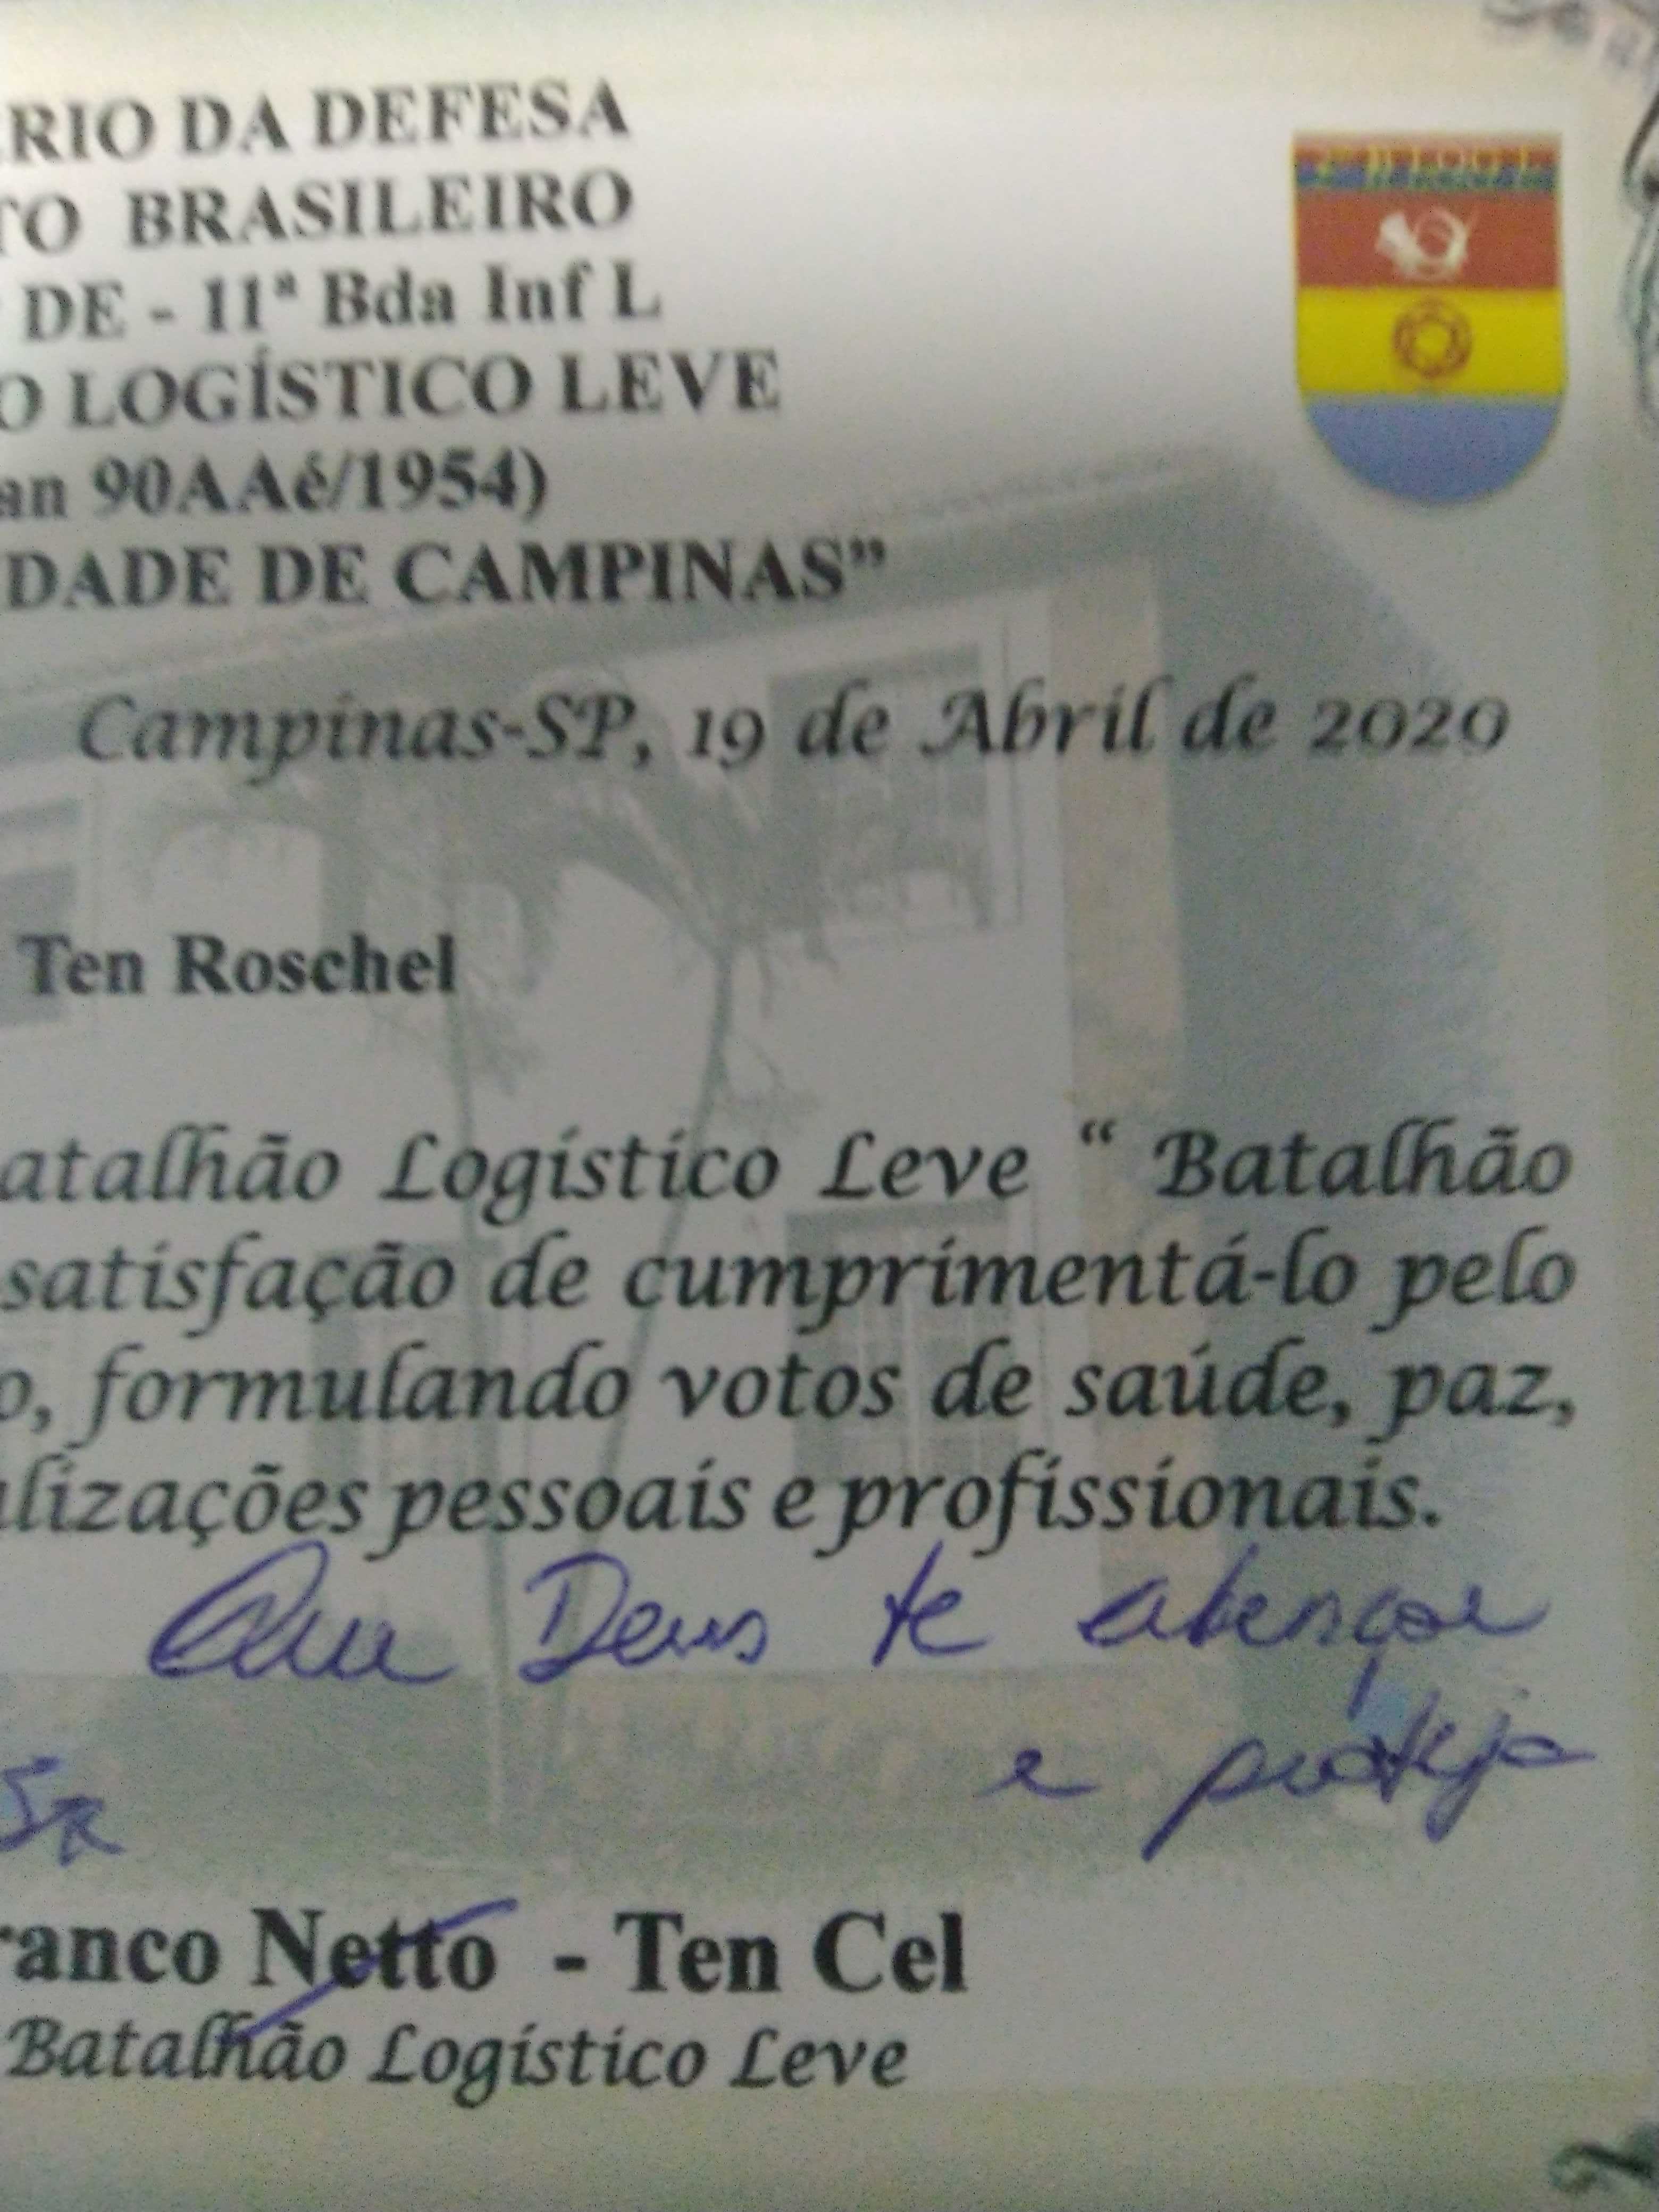 RIO DA DEFESA
TO BRASILEIRO
DE - 11ª Bda Inf L
O LOGÍSTICO LEVE
an 90AAé/1954)
DADE DE CAMPINAS”
Campinas-SP, 19 de Abril de 2020
Ten Roschel
atalhão Logístico Leve “ Batalhão
satisfação de cumprimentá-lo pelo
o, formulando votos de saúde, paz,
lizações pessoais e profissionais.
Que Deus te abençoe
e proteja
ranco Netto - Ten Cel
Batalhão Logístico Leve